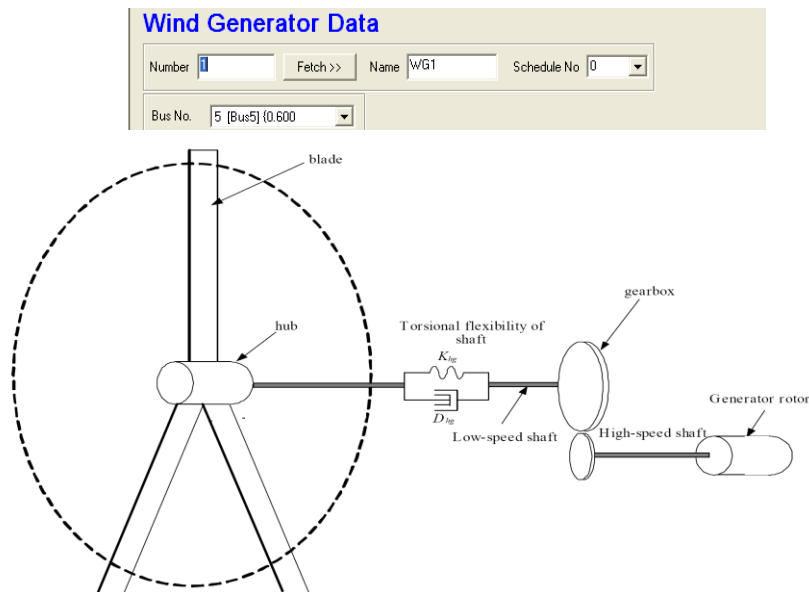 Wind Generator Data
Number 1 Fetch >> Name WG1 Schedule No 0
Bus No. 5 [Bus5] {0.600
blade
gearbox
hub
Torsional flexibility of
shaft
Khg
Generator rotor
Dhg
Low-speed shaft
High-speed shaft